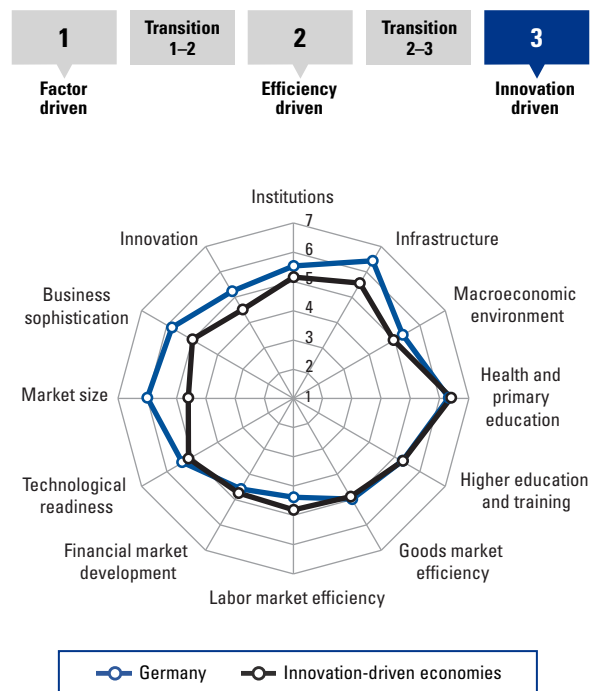 1
Transition
1–2
2
Transition
2–3
3
Factor
driven
Efficiency
driven
Innovation
driven
Institutions
7
Innovation
Infrastructure
6
5
Business
sophistication
Macroeconomic
environment
4
3
2
Market size
1
Health and
primary
education
Technological
readiness
Higher education
and training
Financial market
development
Goods market
efficiency
Labor market efficiency
Germany
Innovation-driven economies